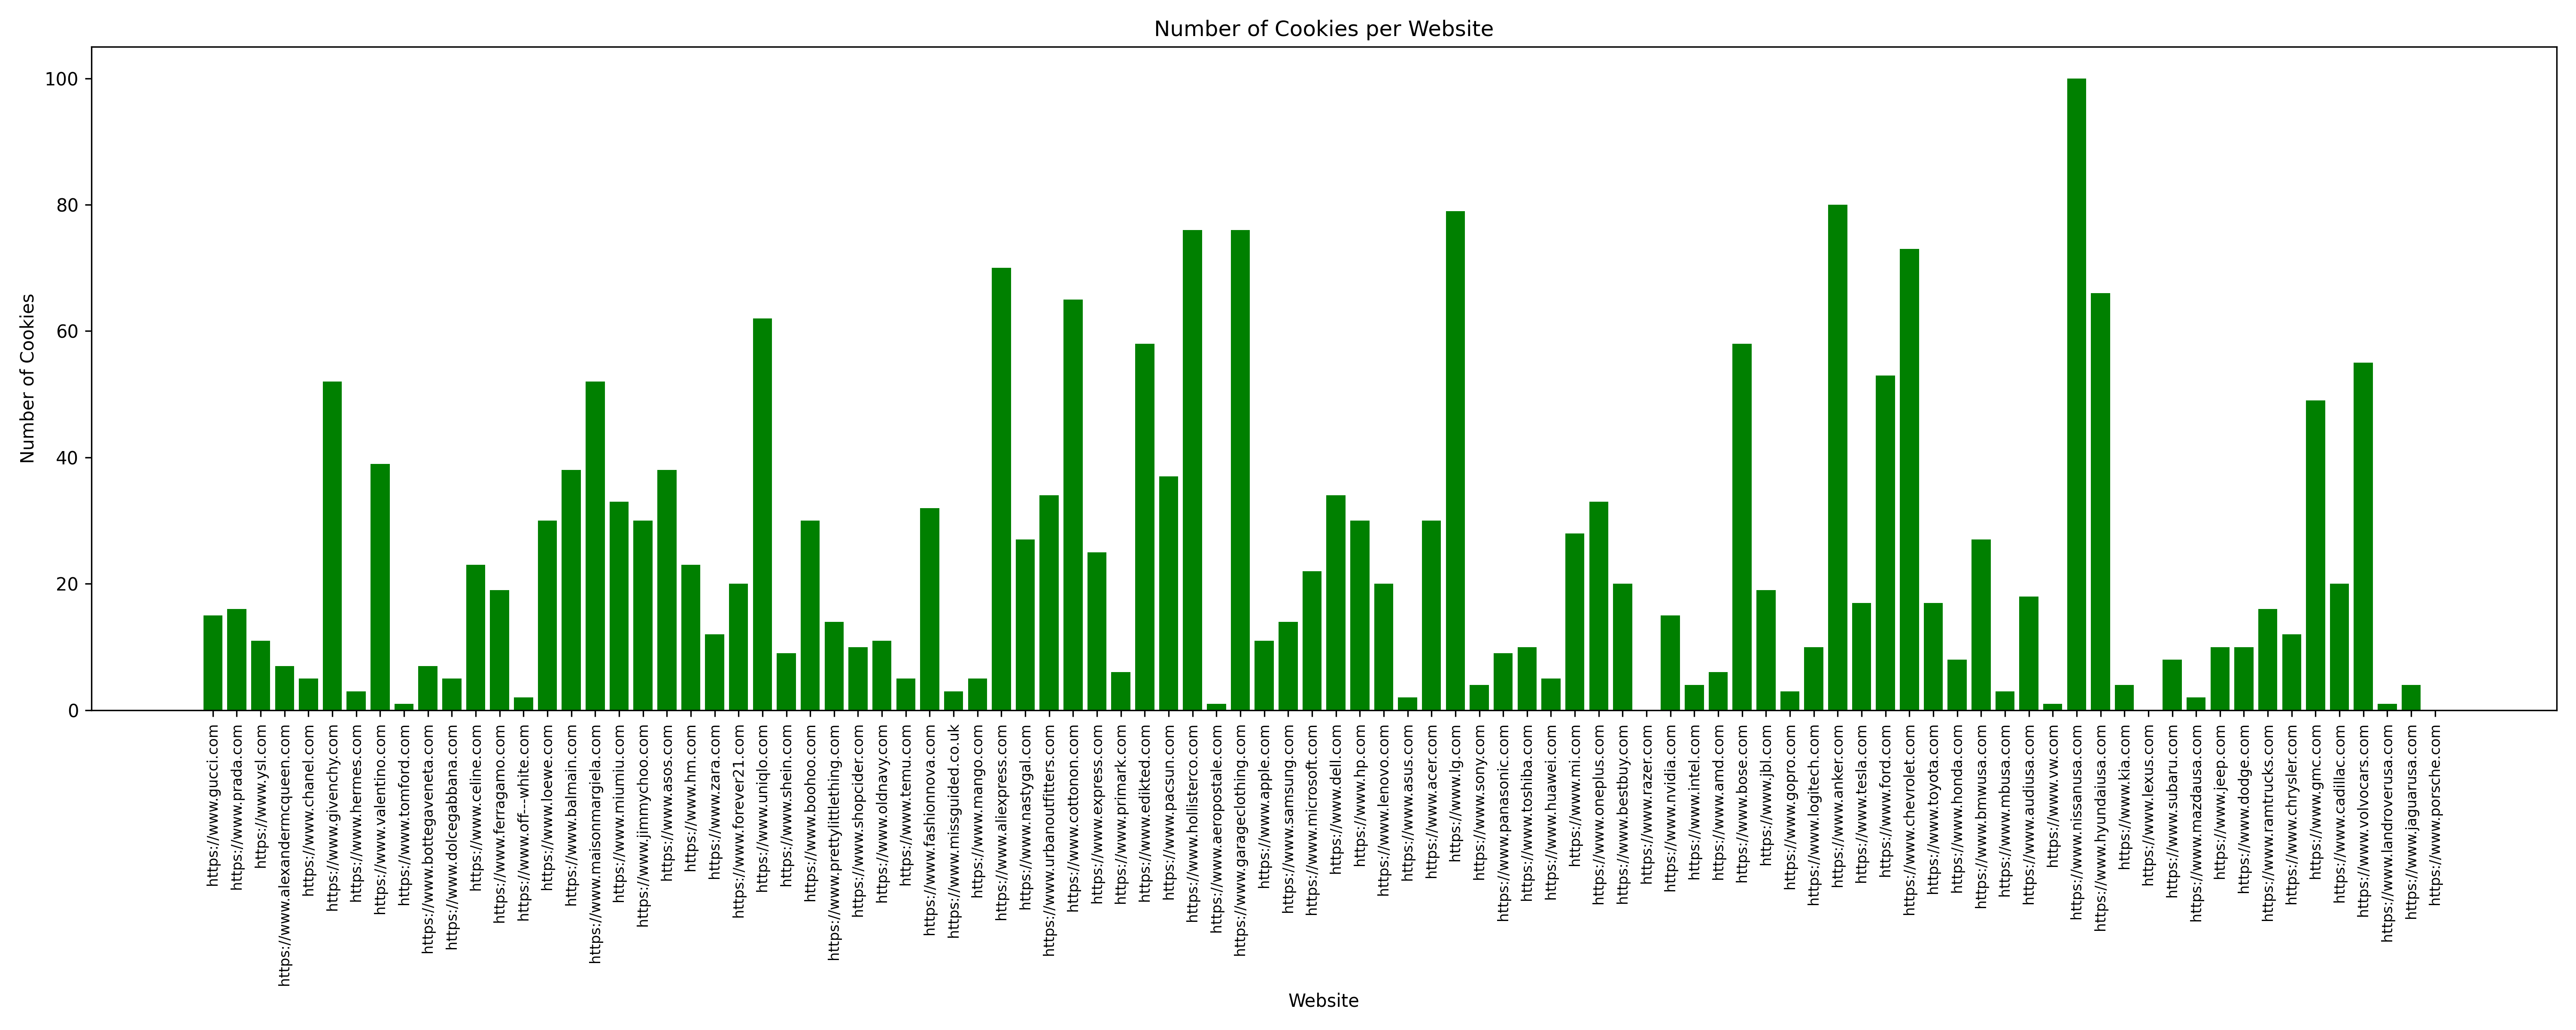 Number of Cookies per Website
Number of Cookies
100
80
60
40
20
0
https://www.gucci.com
https://www.prada.com
https://www.ysl.com
https://www.alexandermcqueen.com
https://www.chanel.com
https://www.givenchy.com
https://www.hermes.com
https://www.valentino.com
https://www.tomford.com
https://www.bottegaveneta.com
https://www.dolcegabbana.com
https://www.celine.com
https://www.ferragamo.com
https://www.off---white.com
https://www.loewe.com
https://www.balmain.com
https://www.maisonmargiela.com
https://www.miumiu.com
https://www.jimmychoo.com
https://www.asos.com
https://www.hm.com
https://www.zara.com
https://www.forever21.com
https://www.uniqlo.com
https://www.shein.com
https://www.boohoo.com
https://www.prettylittlething.com
https://www.shopcider.com
https://www.oldnavy.com
https://www.temu.com
https://www.fashionnova.com
https://www.missguided.co.uk
https://www.mango.com
https://www.aliexpress.com
https://www.nastygal.com
https://www.urbanoutfitters.com
https://www.cottonon.com
https://www.express.com
https://www.primark.com
https://www.edikted.com
https://www.pacsun.com
https://www.hollisterco.com
https://www.aeropostale.com
https://www.garageclothing.com
https://www.apple.com
https://www.samsung.com
https://www.microsoft.com
https://www.dell.com
https://www.hp.com
https://www.lenovo.com
https://www.asus.com
https://www.acer.com
https://www.lg.com
https://www.sony.com
https://www.panasonic.com
https://www.toshiba.com
https://www.huawei.com
https://www.mi.com
https://www.oneplus.com
https://www.bestbuy.com
https://www.razer.com
https://www.nvidia.com
https://www.intel.com
https://www.amd.com
https://www.bose.com
https://www.jbl.com
https://www.gopro.com
https://www.logitech.com
https://www.anker.com
https://www.tesla.com
https://www.ford.com
https://www.chevrolet.com
https://www.toyota.com
https://www.honda.com
https://www.bmwusa.com
https://www.mbusa.com
https://www.audiusa.com
https://www.vw.com
https://www.nissanusa.com
https://www.hyundaiusa.com
https://www.kia.com
https://www.lexus.com
https://www.subaru.com
https://www.mazdausa.com
https://www.jeep.com
https://www.dodge.com
https://www.ramtrucks.com
https://www.chrysler.com
https://www.gmc.com
https://www.cadillac.com
https://www.volvocars.com
https://www.landroverusa.com
https://www.jaguarusa.com
https://www.porsche.com
Website